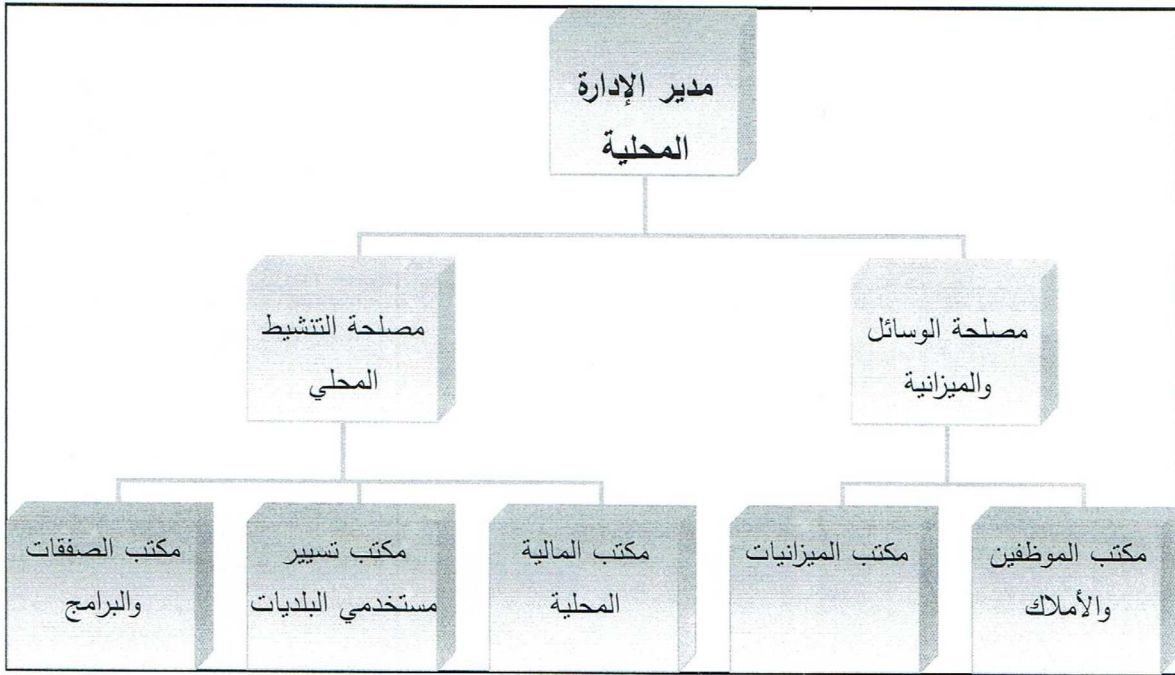 مدير الإدارة
المحلية
مصلحة الوسائل
والميزانية
مصلحة التنشيط
المحلي
مكتب الموظفين
والأملاك
مكتب الميزانيات
مكتب المالية
المحلية
مكتب تسيير
مستخدمي البلديات
مكتب الصفقات
والبرامج